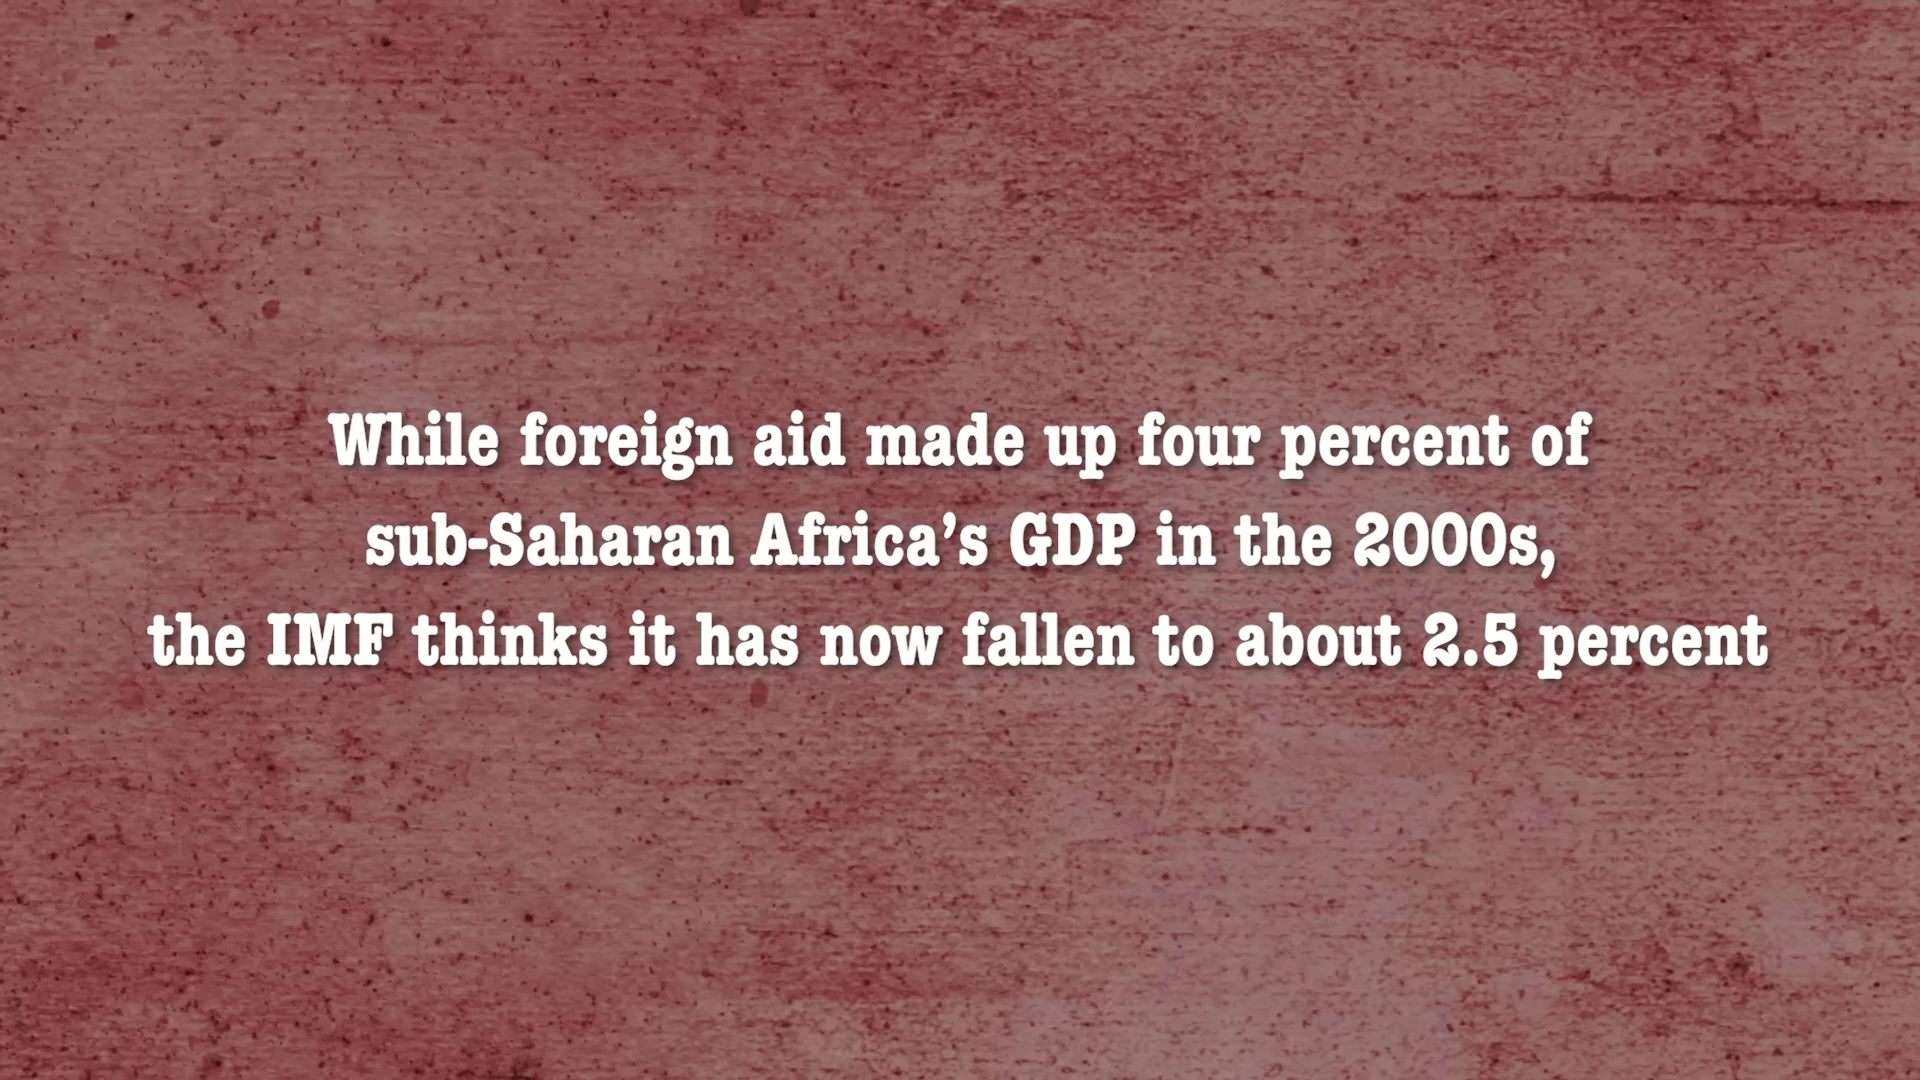 While foreign aid made up four percent of
sub-Saharan Africa’s GDP in the 2000s,
the IMF thinks it has now fallen to about 2.5 percent